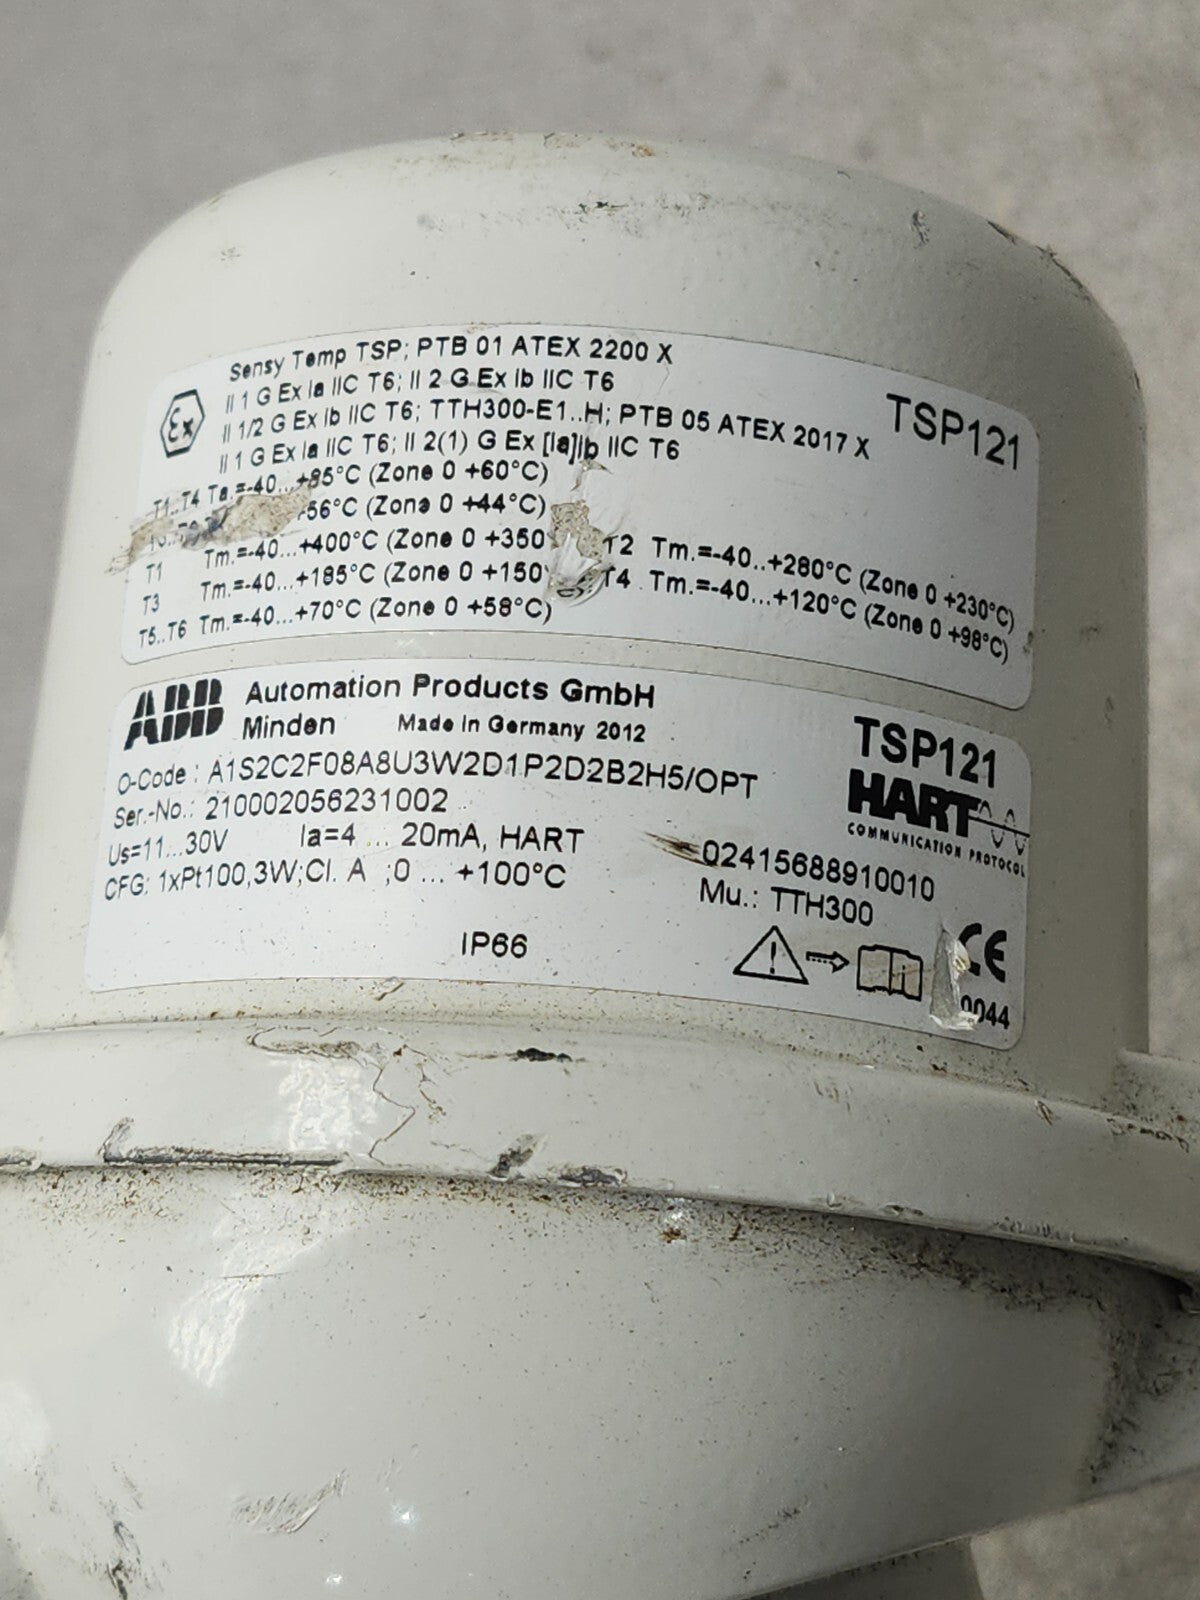 Sensy Temp TSP; PTB 01 ATEX 2200 X
II 1 G Ex ia IIC T6; II 2 G Ex ib IIC T6
II 1/2 G Ex ib IIC T6; TTH300-E1..H; PTB 05 ATEX 2017 X
II 1 G Ex ia IIC T6; II 2(1) G Ex [ia]ib IIC T6
Ex
TSP121
T1..T4 Ta.=-40...+85°C (Zone 0 +60°C)
+56°C (Zone 0 +44°C)
T1 Tm.=-40...+400°C (Zone 0 +350° T2 Tm.=-40..+280°C (Zone 0 +230°C)
T3 Tm.=-40...+185°C (Zone 0 +150° T4 Tm.=-40...+120°C (Zone 0 +98°C)
T5..T6 Tm.=-40...+70°C (Zone 0 +58°C)
ABB Automation Products GmbH
Minden Made in Germany 2012
TSP121
O-Code : A1S2C2F08A8U3W2D1P2D2B2H5/OPT
HART
COMMUNICATION PROTOCOL
Ser.-No.: 210002056231002
Us=11...30V Ia=4 ... 20mA, HART
02415688910010
CFG: 1xPt100,3W;Cl. A ;0 ... +100°C
Mu.: TTH300
IP66
CE
0044